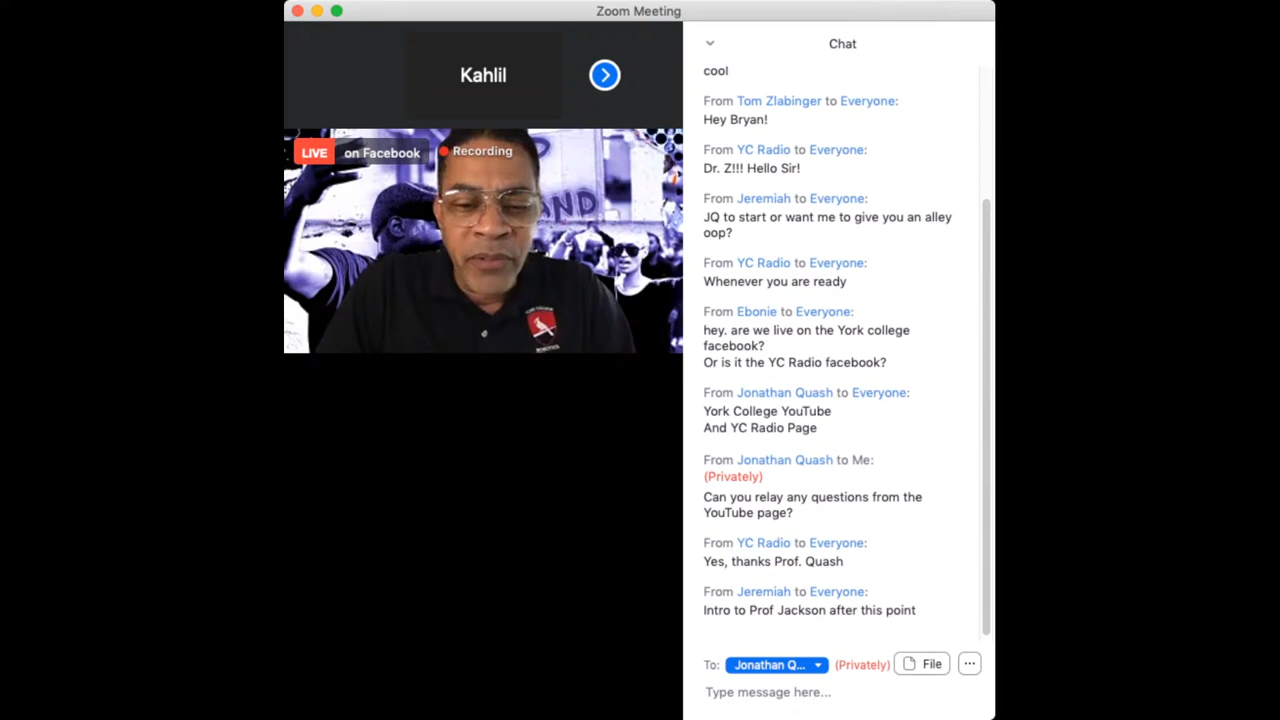 Zoom Meeting
Kahlil
LIVE on Facebook Recording
Chat
cool
From Tom Zlabinger to Everyone:
Hey Bryan!
From YC Radio to Everyone:
Dr. Z!!! Hello Sir!
From Jeremiah to Everyone:
JQ to start or want me to give you an alley
oop?
From YC Radio to Everyone:
Whenever you are ready
From Ebonie to Everyone:
hey. are we live on the York college
facebook?
Or is it the YC Radio facebook?
From Jonathan Quash to Everyone:
York College YouTube
And YC Radio Page
From Jonathan Quash to Me:
(Privately)
Can you relay any questions from the
YouTube page?
From YC Radio to Everyone:
Yes, thanks Prof. Quash
From Jeremiah to Everyone:
Intro to Prof Jackson after this point
To: Jonathan Q... (Privately) File ...
Type message here...